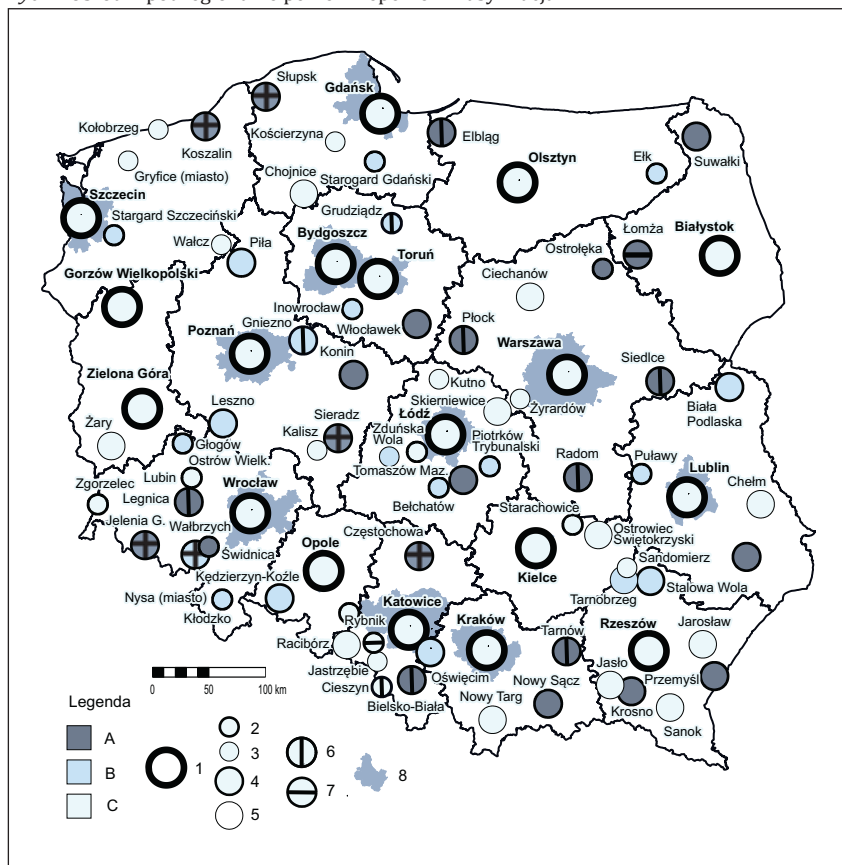 Słupsk
Gdańsk
Kołobrzeg
Kościerzyna
Koszalin
Elbląg
Suwałki
Gryfice (miasto)
Olsztyn
Ełk
Chojnice
Starogard Gdański
Szczecin
Stargard Szczeciński
Grudziądz
Łomża
Białystok
Wałcz
Piła
Bydgoszcz
Toruń
Ostrołęka
Ciechanów
Gorzów Wielkopolski
Inowrocław
Włocławek
Płock
Poznań
Gniezno
Konin
Warszawa
Siedlce
Zielona Góra
Kutno
Skierniewice
Żyrardów
Biała
Podlaska
Leszno
Sieradz
Łódź
Żary
Kalisz
Zduńska
Wola
Piotrków
Trybunalski
Głogów
Radom
Puławy
Lublin
Ostrów Wielk.
Tomaszów Maz.
Lubin
Zgorzelec
Wrocław
Chełm
Legnica
Bełchatów
Starachowice
Jelenia G.
Wałbrzych
Częstochowa
Ostrowiec
Świętokrzyski
Świdnica
Opole
Sandomierz
Kielce
Kędzierzyn-Koźle
Stalowa Wola
Nysa (miasto)
Tarnobrzeg
Kłodzko
Katowice
Rybnik
Kraków
Tarnów
Rzeszów
Jarosław
Racibórz
Jastrzębie
Oświęcim
Jasło
Przemyśl
Cieszyn
Nowy Sącz
Bielsko-Biała
Krosno
Nowy Targ
Sanok
0 50 100 km
Legenda
A
B
C
1
2
3
4
5
6
7
8